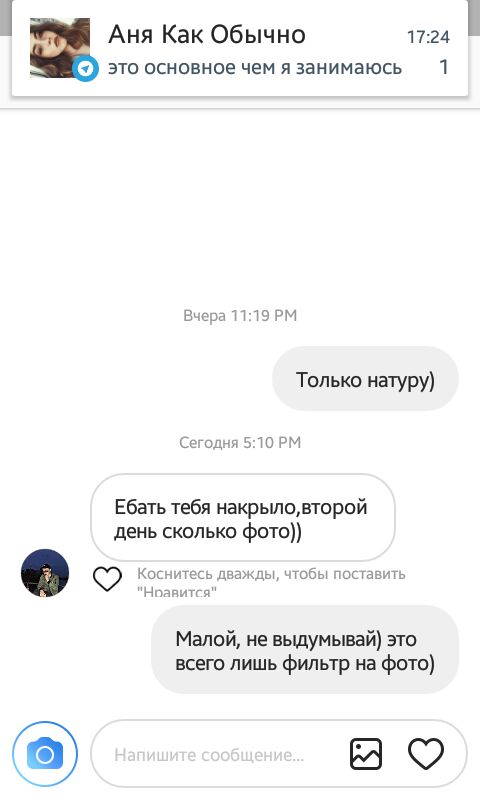 Аня Как Обычно 17:24
это основное чем я занимаюсь 1
Вчера 11:19 PM
Только натуру)
Сегодня 5:10 PM
Ебать тебя накрыло,второй
день сколько фото))
Коснитесь дважды, чтобы поставить
"Нравится"
Малой, не выдумывай) это
всего лишь фильтр на фото)
Напишите сообщение...